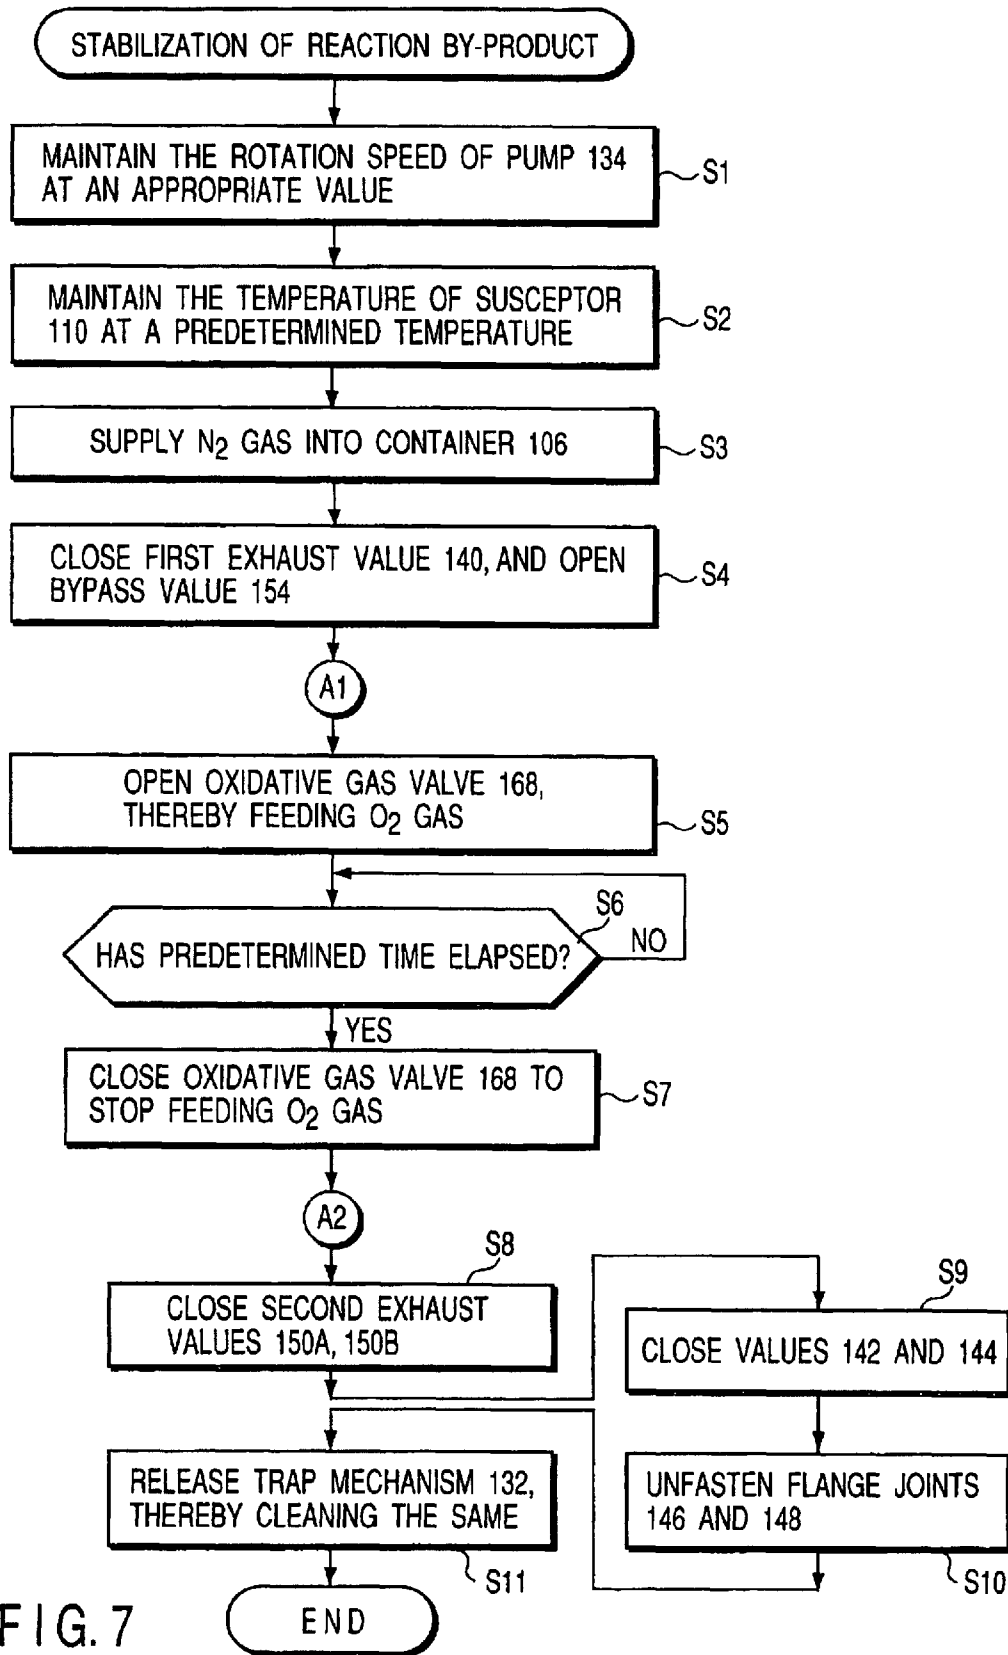 STABILIZATION OF REACTION BY-PRODUCT
MAINTAIN THE ROTATION SPEED OF PUMP 134
AT AN APPROPRIATE VALUE
S1
MAINTAIN THE TEMPERATURE OF SUSCEPTOR
110 AT A PREDETERMINED TEMPERATURE
S2
SUPPLY N2 GAS INTO CONTAINER 106
S3
CLOSE FIRST EXHAUST VALUE 140, AND OPEN
BYPASS VALUE 154
S4
A1
OPEN OXIDATIVE GAS VALVE 168,
THEREBY FEEDING O2 GAS
S5
S6
HAS PREDETERMINED TIME ELAPSED?
NO
YES
CLOSE OXIDATIVE GAS VALVE 168 TO
STOP FEEDING O2 GAS
S7
A2
S8
CLOSE SECOND EXHAUST
VALUES 150A, 150B
S9
CLOSE VALUES 142 AND 144
UNFASTEN FLANGE JOINTS
146 AND 148
S10
RELEASE TRAP MECHANISM 132,
THEREBY CLEANING THE SAME
S11
END
FIG. 7